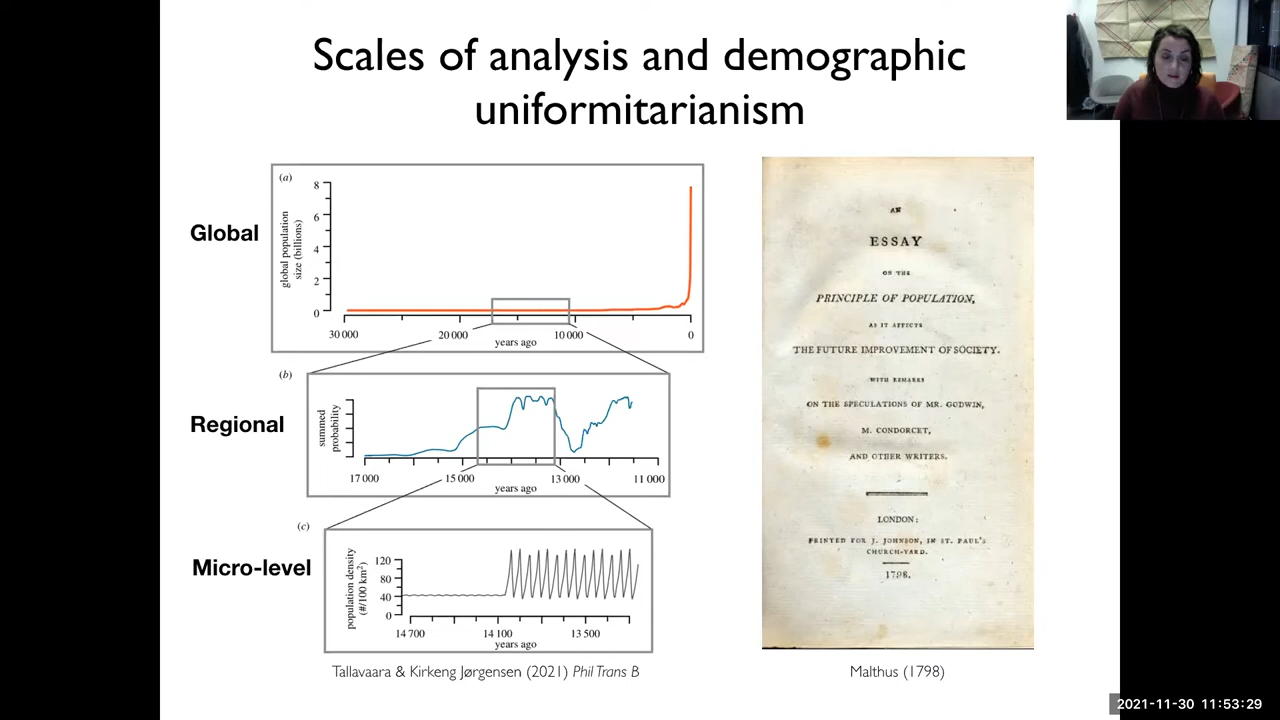 Scales of analysis and demographic
uniformitarianism
Global
(a)
global population
size (billions)
8
6
4
2
0
30 000
20 000
10 000
0
years ago
Regional
(b)
summed
probability
17 000
15 000
13 000
11 000
years ago
Micro-level
(c)
population density
(#/100 km²)
120
80
40
0
14 700
14 100
13 500
years ago
Tallavaara & Kirkeng Jørgensen (2021) Phil Trans B
AN
ESSAY
ON THE
PRINCIPLE OF POPULATION,
AS IT AFFECTS
THE FUTURE IMPROVEMENT OF SOCIETY.
WITH REMARKS
ON THE SPECULATIONS OF MR. GODWIN,
M. CONDORCET,
AND OTHER WRITERS.
LONDON:
PRINTED FOR J. JOHNSON, IN ST. PAUL'S
CHURCH-YARD.
1798.
Malthus (1798)
2021-11-30 11:53:29